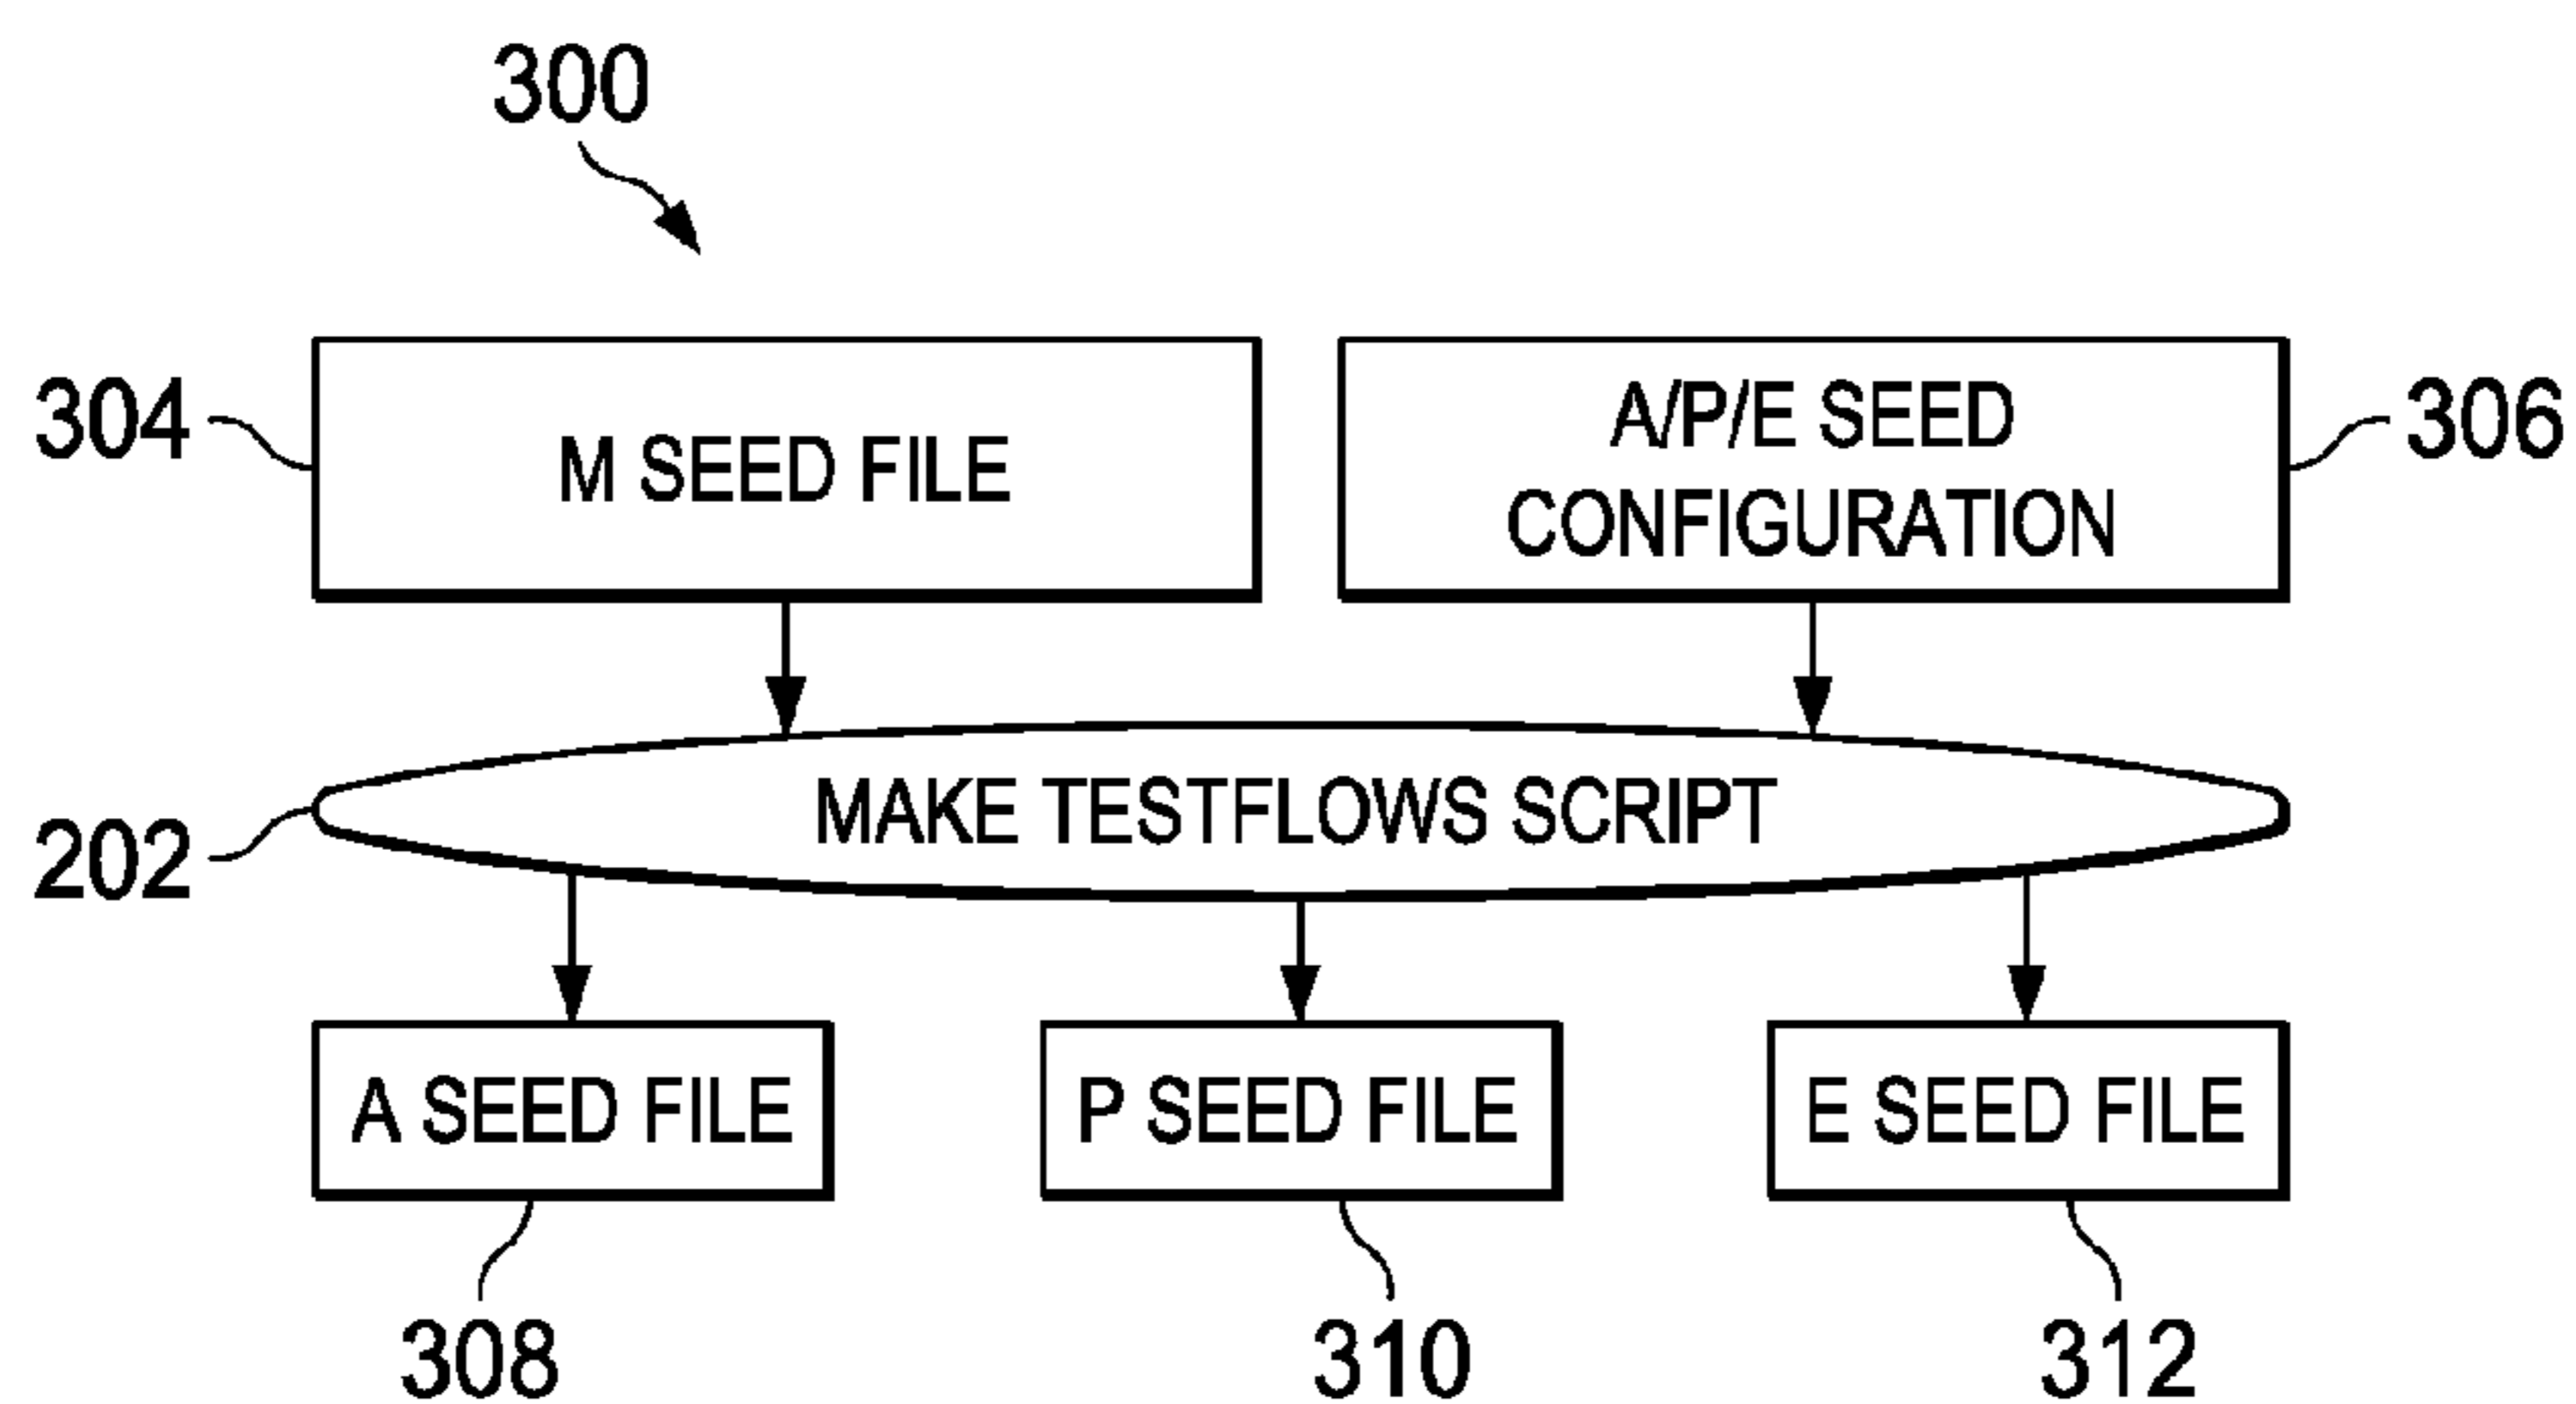 300
304
M SEED FILE
A/P/E SEED
CONFIGURATION
306
202
MAKE TESTFLOWS SCRIPT
A SEED FILE
P SEED FILE
E SEED FILE
308
310
312